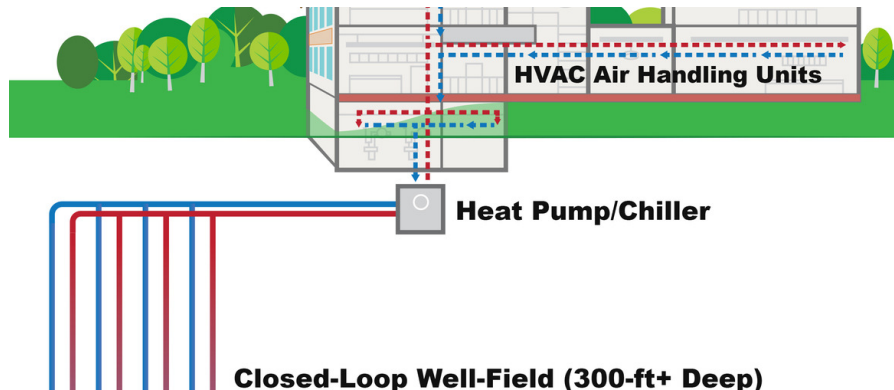 HVAC Air Handling Units
Heat Pump/Chiller
Closed-Loop Well-Field (300-ft+ Deep)